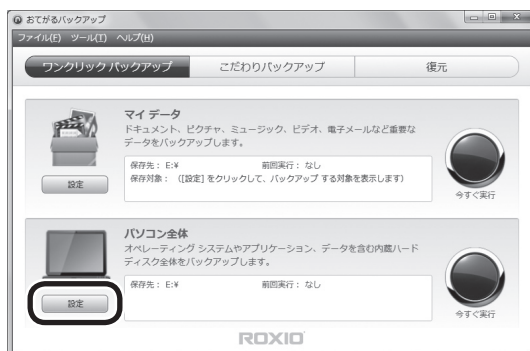 おてがるバックアップ
ファイル(F) ツール(T) ヘルプ(H)
ワンクリックバックアップ こだわりバックアップ 復元
マイ データ
ドキュメント、ピクチャ、ミュージック、ビデオ、電子メールなど重要な
データをバックアップします。
保存先： E:¥ 前回実行： なし
保存対象： （[設定] をクリックして、バックアップ する対象を表示します）
設定
今すぐ実行
パソコン全体
オペレーティング システムやアプリケーション、データを含む内蔵ハード
ディスク全体をバックアップします。
保存先： E:¥ 前回実行： なし
設定
今すぐ実行
ROXIO